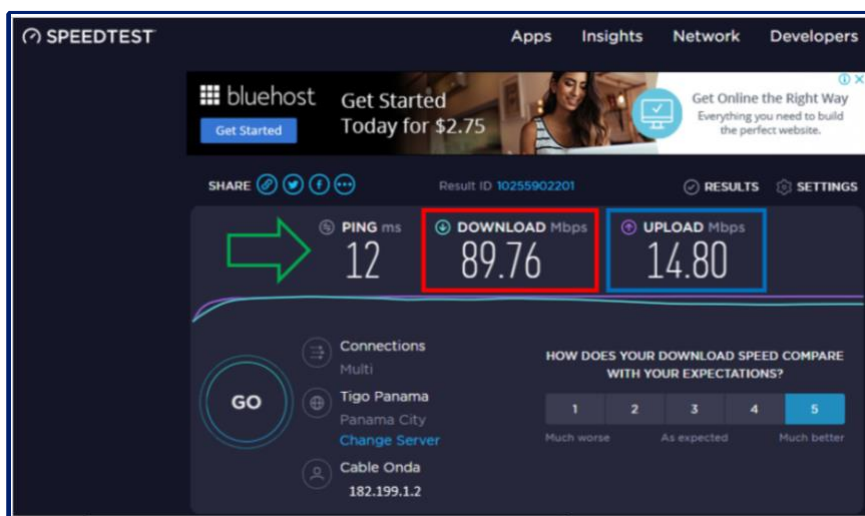 SPEEDTEST
Apps Insights Network Developers
bluehost
Get Started
Get Started
Today for $2.75
Get Online the Right Way
Everything you need to build
the perfect website.
SHARE
Result ID 10255902201
RESULTS SETTINGS
PING ms
12
DOWNLOAD Mbps
89.76
UPLOAD Mbps
14.80
GO
Connections
Multi
Tigo Panama
Panama City
Change Server
Cable Onda
182.199.1.2
HOW DOES YOUR DOWNLOAD SPEED COMPARE
WITH YOUR EXPECTATIONS?
1 2 3 4 5
Much worse As expected Much better